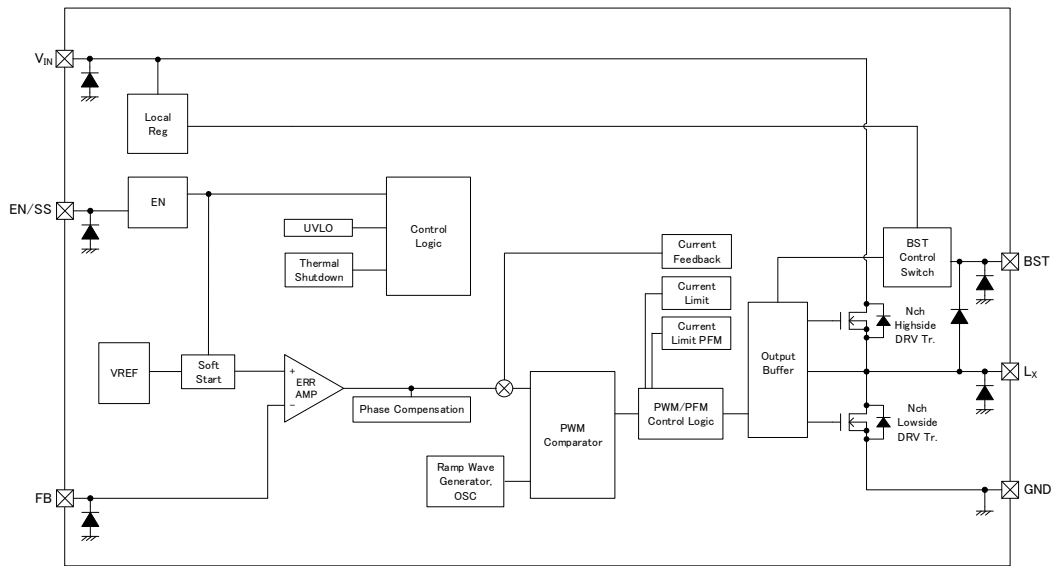 VIN
Local
Reg
EN/SS
EN
UVLO
Thermal
Shutdown
Control
Logic
Current
Feedback
Current
Limit
Current
Limit PFM
BST
Control
Switch
BST
Nch
Highside
DRV Tr.
VREF
Soft
Start
+
−
ERR
AMP
Phase Compensation
PWM
Comparator
PWM/PFM
Control Logic
Output
Buffer
LX
Nch
Lowside
DRV Tr.
Ramp Wave
Generator,
OSC
FB
GND